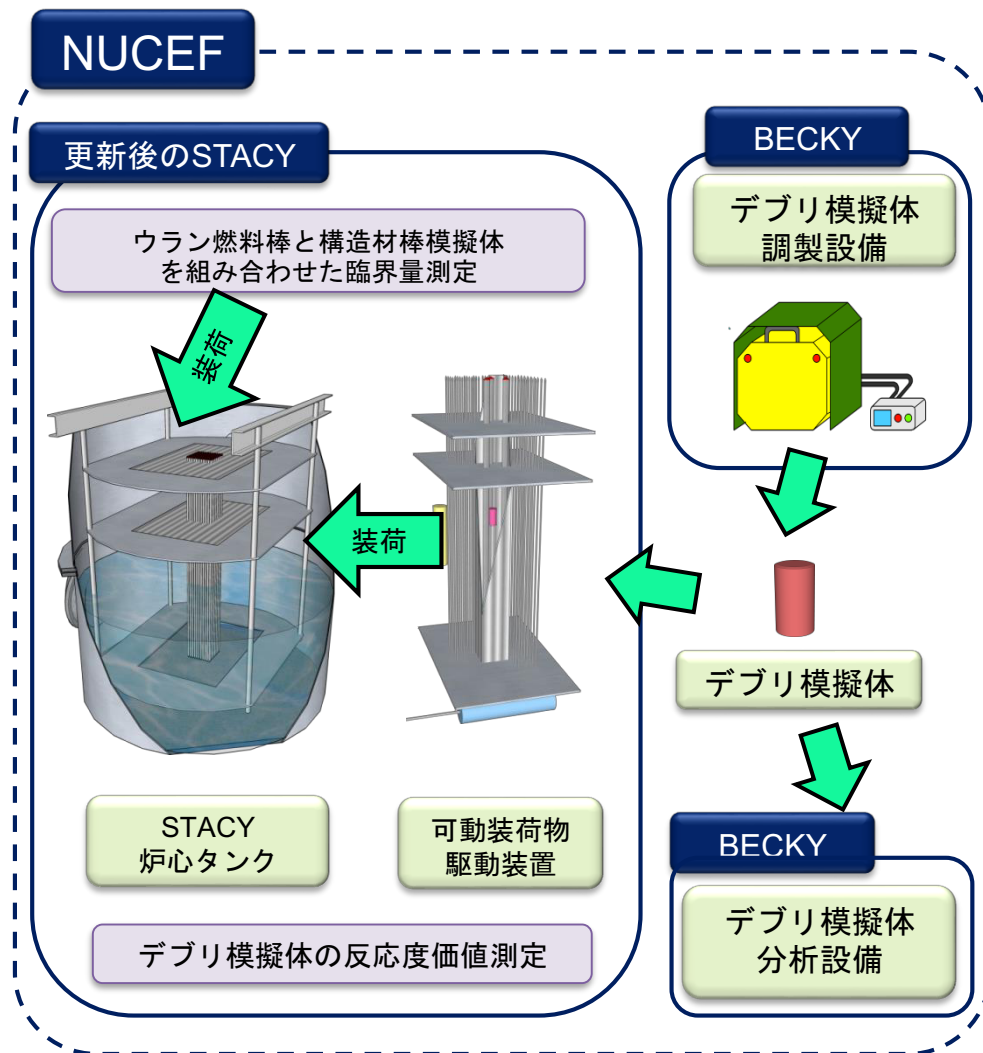 NUCEF
更新後のSTACY
ウラン燃料棒と構造材棒模擬体
を組み合わせた臨界量測定
装荷
装荷
STACY
炉心タンク
可動装荷物
駆動装置
デブリ模擬体の反応度価値測定
BECKY
デブリ模擬体
調製設備
デブリ模擬体
BECKY
デブリ模擬体
分析設備